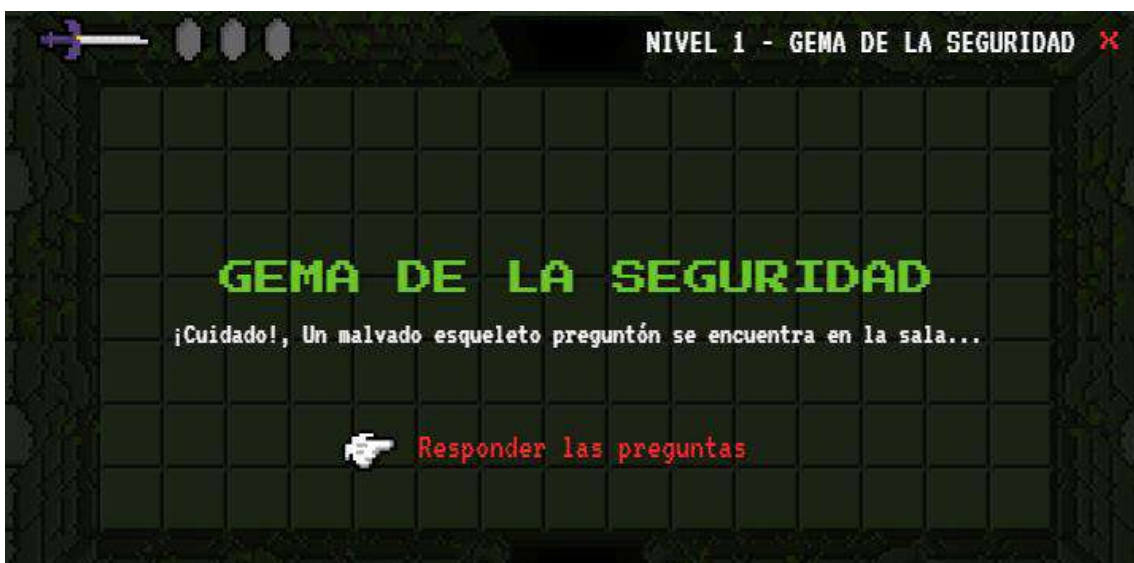 NIVEL 1 - GEMA DE LA SEGURIDAD X
GEMA DE LA SEGURIDAD
¡Cuidado!, Un malvado esqueleto preguntón se encuentra en la sala...
Responder las preguntas